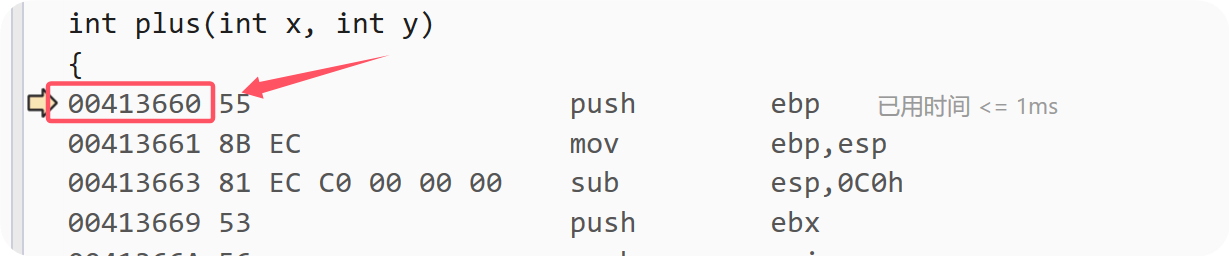 int plus(int x, int y)
{
00413660 55 push ebp 已用时间 <= 1ms
00413661 8B EC mov ebp,esp
00413663 81 EC C0 00 00 00 sub esp,0C0h
00413669 53 push ebx